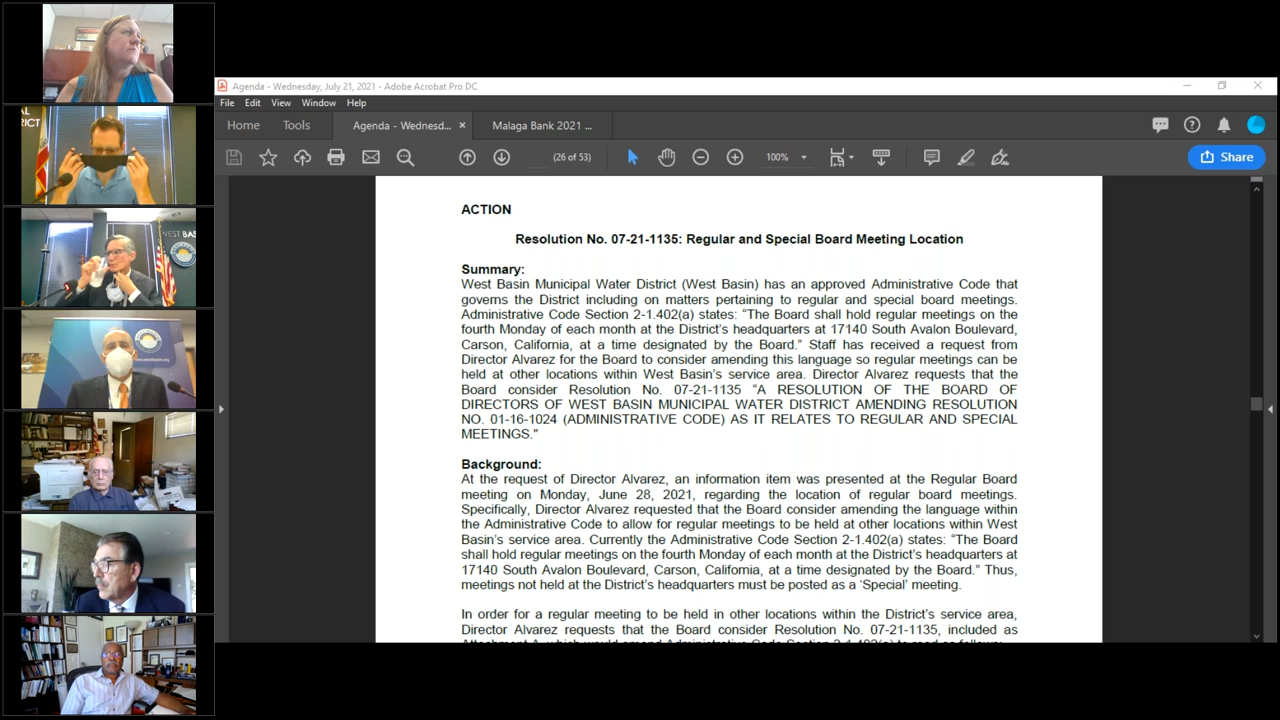 Agenda - Wednesday, July 21, 2021 - Adobe Acrobat Pro DC
File Edit View Window Help
Home Tools Agenda - Wednesd... × Malaga Bank 2021 ...
(26 of 53) 100% Share
ACTION
Resolution No. 07-21-1135: Regular and Special Board Meeting Location
Summary:
West Basin Municipal Water District (West Basin) has an approved Administrative Code that
governs the District including on matters pertaining to regular and special board meetings.
Administrative Code Section 2-1.402(a) states: “The Board shall hold regular meetings on the
fourth Monday of each month at the District’s headquarters at 17140 South Avalon Boulevard,
Carson, California, at a time designated by the Board.” Staff has received a request from
Director Alvarez for the Board to consider amending this language so regular meetings can be
held at other locations within West Basin’s service area. Director Alvarez requests that the
Board consider Resolution No. 07-21-1135 “A RESOLUTION OF THE BOARD OF
DIRECTORS OF WEST BASIN MUNICIPAL WATER DISTRICT AMENDING RESOLUTION
NO. 01-16-1024 (ADMINISTRATIVE CODE) AS IT RELATES TO REGULAR AND SPECIAL
MEETINGS.”
Background:
At the request of Director Alvarez, an information item was presented at the Regular Board
meeting on Monday, June 28, 2021, regarding the location of regular board meetings.
Specifically, Director Alvarez requested that the Board consider amending the language within
the Administrative Code to allow for regular meetings to be held at other locations within West
Basin’s service area. Currently the Administrative Code Section 2-1.402(a) states: “The Board
shall hold regular meetings on the fourth Monday of each month at the District’s headquarters at
17140 South Avalon Boulevard, Carson, California, at a time designated by the Board.” Thus,
meetings not held at the District’s headquarters must be posted as a ‘Special’ meeting.
In order for a regular meeting to be held in other locations within the District’s service area,
Director Alvarez requests that the Board consider Resolution No. 07-21-1135, included as